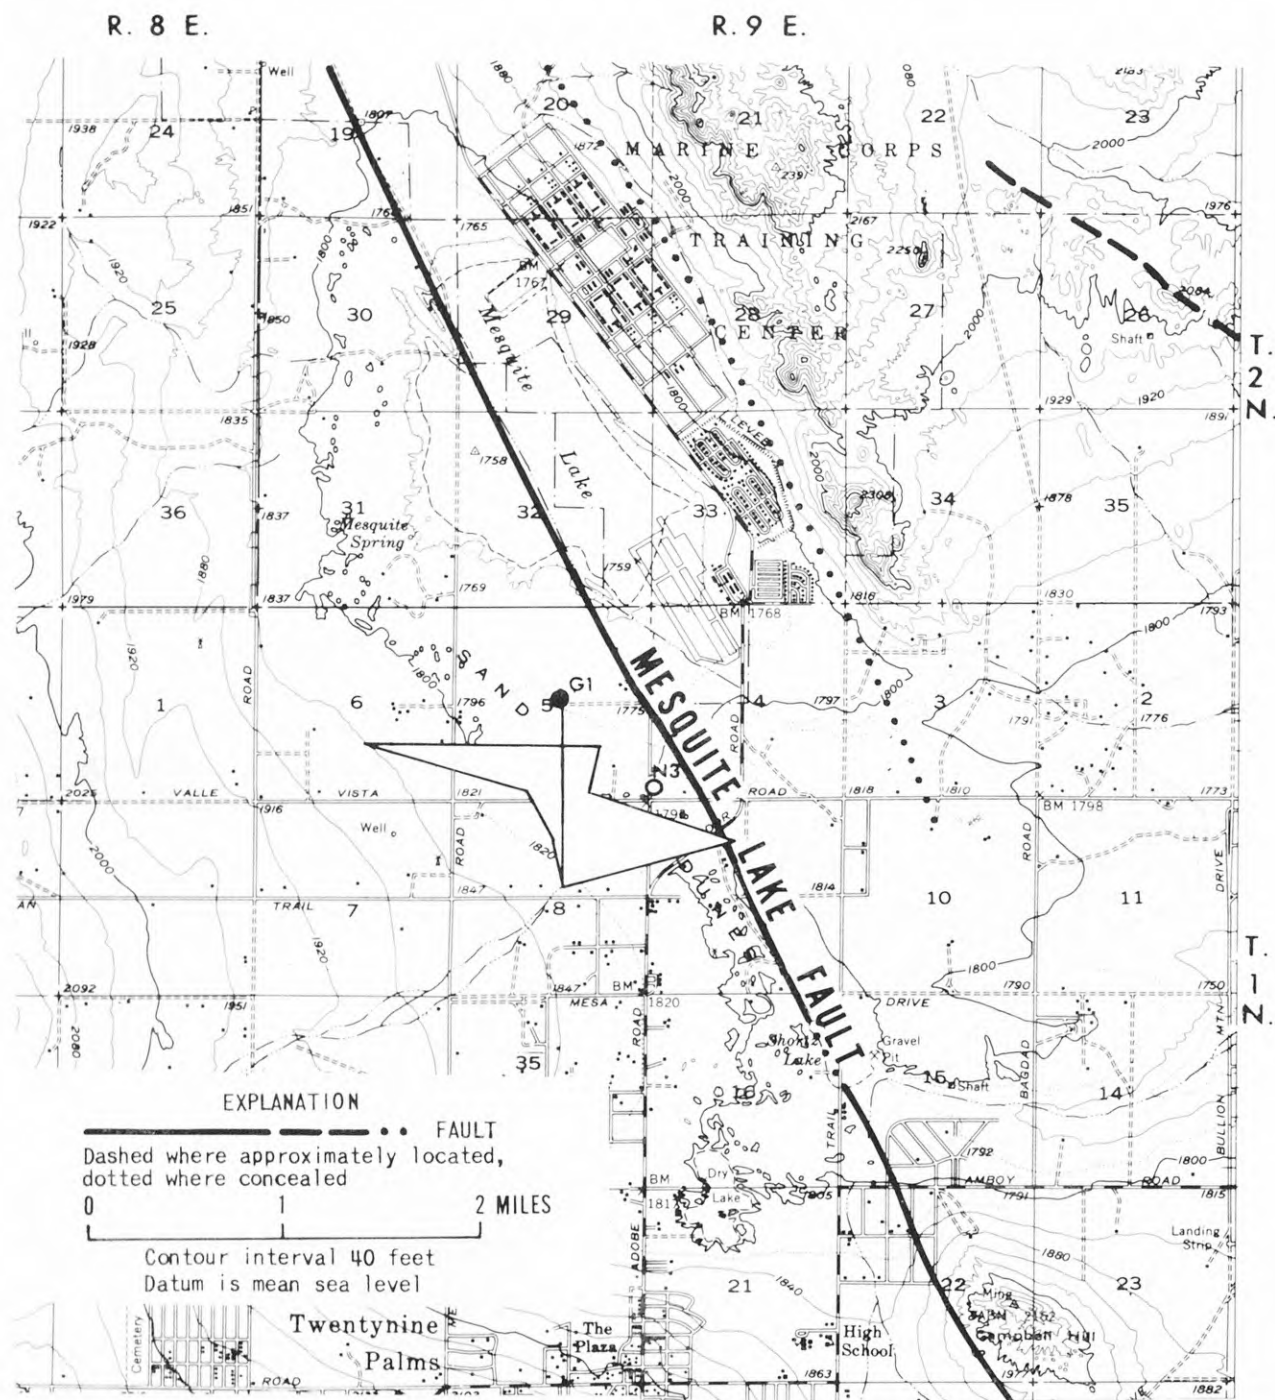 R. 8 E.
R. 9 E.
Well
1880
20
21
22
23
1938
24
19
1807
1872
MARINE CORPS
2000
2391
1922
1851
1765
2167
1976
TRAINING
2250
1920
BM
1767
25
30
29
28
27
26
CENTER
1850
1928
Shaft
Mesquite
Lake
T.
2
N.
1800
1835
1929
1920
1891
LEVEE
1758
36
31
32
33
34
35
2308
1878
1837
Mesquite
Spring
1880
1759
1769
1979
1837
BM 1768
1816
1830
1793
1800
1920
SAND
1800
G1
1
6
5
4
3
2
ROAD
1796
1775
1797
1791
1776
MESQUITE LAKE FAULT
N3
2025
VALLE
VISTA
1821
ROAD
1818
1810
BM 1798
1773
1916
Well
ROAD
1820
DUNES
1814
1847
TRAIL
7
8
10
11
DRIVE
2000
1920
1800
2092
1951
1847
BM
MESA
1820
DRIVE
1790
1750
T.
1
N.
2080
35
Shortz
Lake
Gravel
Pit
16
15
Shaft
14
BAGDAD
BULLION MTN
TRAIL
EXPLANATION
FAULT
Dashed where approximately located,
dotted where concealed
0 1 2 MILES
Contour interval 40 feet
Datum is mean sea level
1792
BM
Dry
Lake
1805
AMBOY
1791
ROAD
1800
1815
Landing
Strip
ADOBE
21
1840
22
1880
23
Mine
2162
Campbell Hill
Cemetery
Twentynine
Palms
The
Plaza
High
School
ROAD
1863
1882